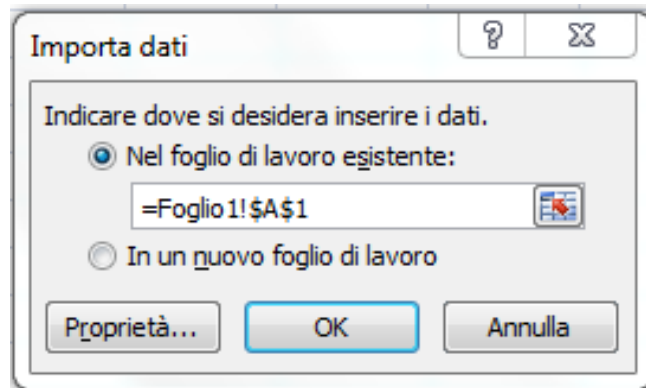 Importa dati
Indicare dove si desidera inserire i dati.
Nel foglio di lavoro esistente:
=Foglio1!$A$1
In un nuovo foglio di lavoro
Proprietà... OK Annulla